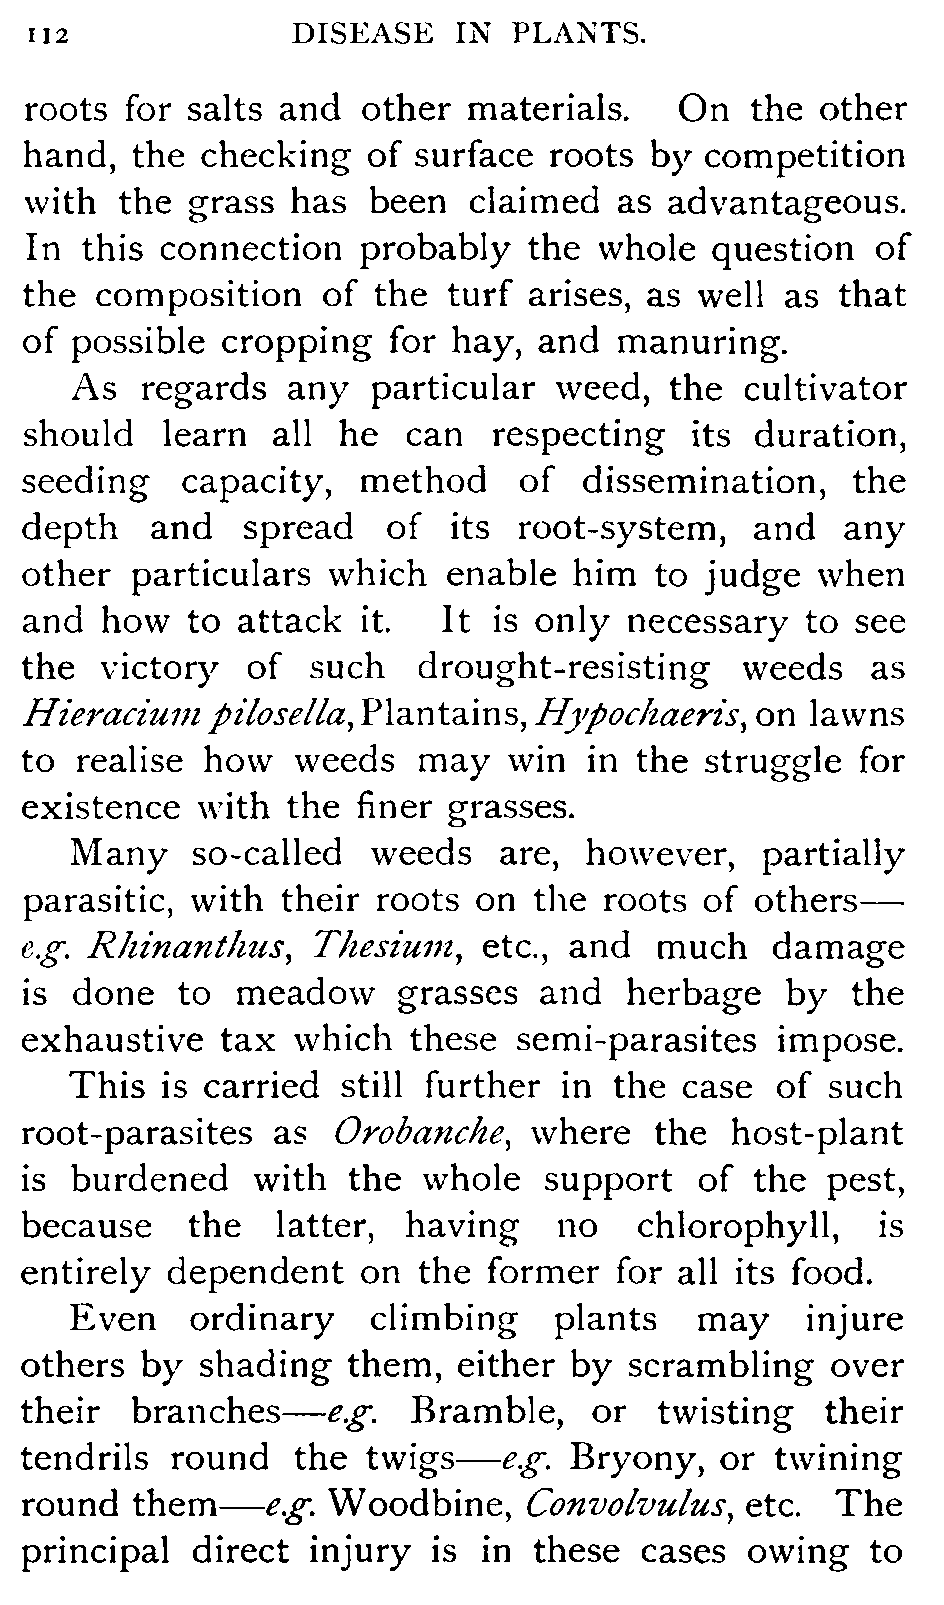 112 DISEASE IN PLANTS.
roots for salts and other materials. On the other
hand, the checking of surface roots by competition
with the grass has been claimed as advantageous.
In this connection probably the whole question of
the composition of the turf arises, as well as that
of possible cropping for hay, and manuring.
As regards any particular weed, the cultivator
should learn all he can respecting its duration,
seeding capacity, method of dissemination, the
depth and spread of its root-system, and any
other particulars which enable him to judge when
and how to attack it. It is only necessary to see
the victory of such drought-resisting weeds as
Hieracium pilosella, Plantains, Hypochaeris, on lawns
to realise how weeds may win in the struggle for
existence with the finer grasses.
Many so-called weeds are, however, partially
parasitic, with their roots on the roots of others—
e.g. Rhinanthus, Thesium, etc., and much damage
is done to meadow grasses and herbage by the
exhaustive tax which these semi-parasites impose.
This is carried still further in the case of such
root-parasites as Orobanche, where the host-plant
is burdened with the whole support of the pest,
because the latter, having no chlorophyll, is
entirely dependent on the former for all its food.
Even ordinary climbing plants may injure
others by shading them, either by scrambling over
their branches—e.g. Bramble, or twisting their
tendrils round the twigs—e.g. Bryony, or twining
round them—e.g. Woodbine, Convolvulus, etc. The
principal direct injury is in these cases owing to